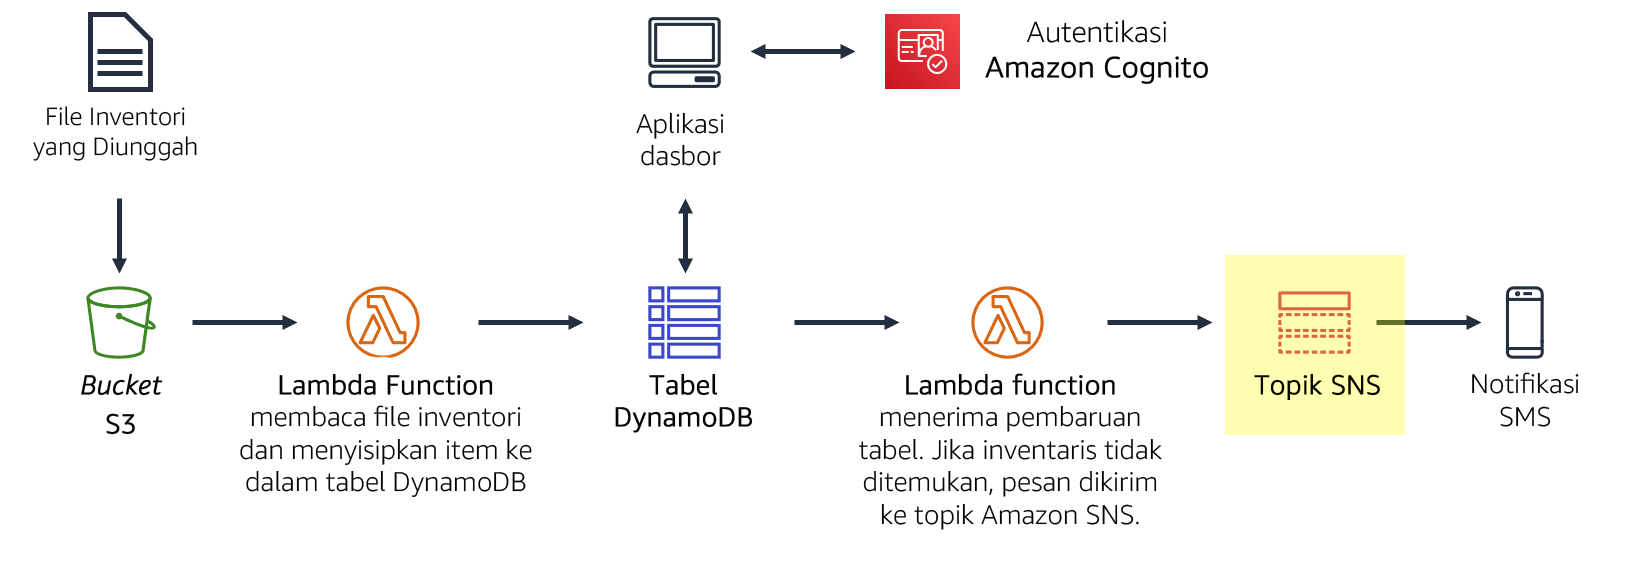 File Inventori
yang Diunggah
Aplikasi
dasbor
Autentikasi
Amazon Cognito
Bucket
S3
Lambda Function
membaca file inventori
dan menyisipkan item ke
dalam tabel DynamoDB
Tabel
DynamoDB
Lambda function
menerima pembaruan
tabel. Jika inventaris tidak
ditemukan, pesan dikirim
ke topik Amazon SNS.
Topik SNS
Notifikasi
SMS